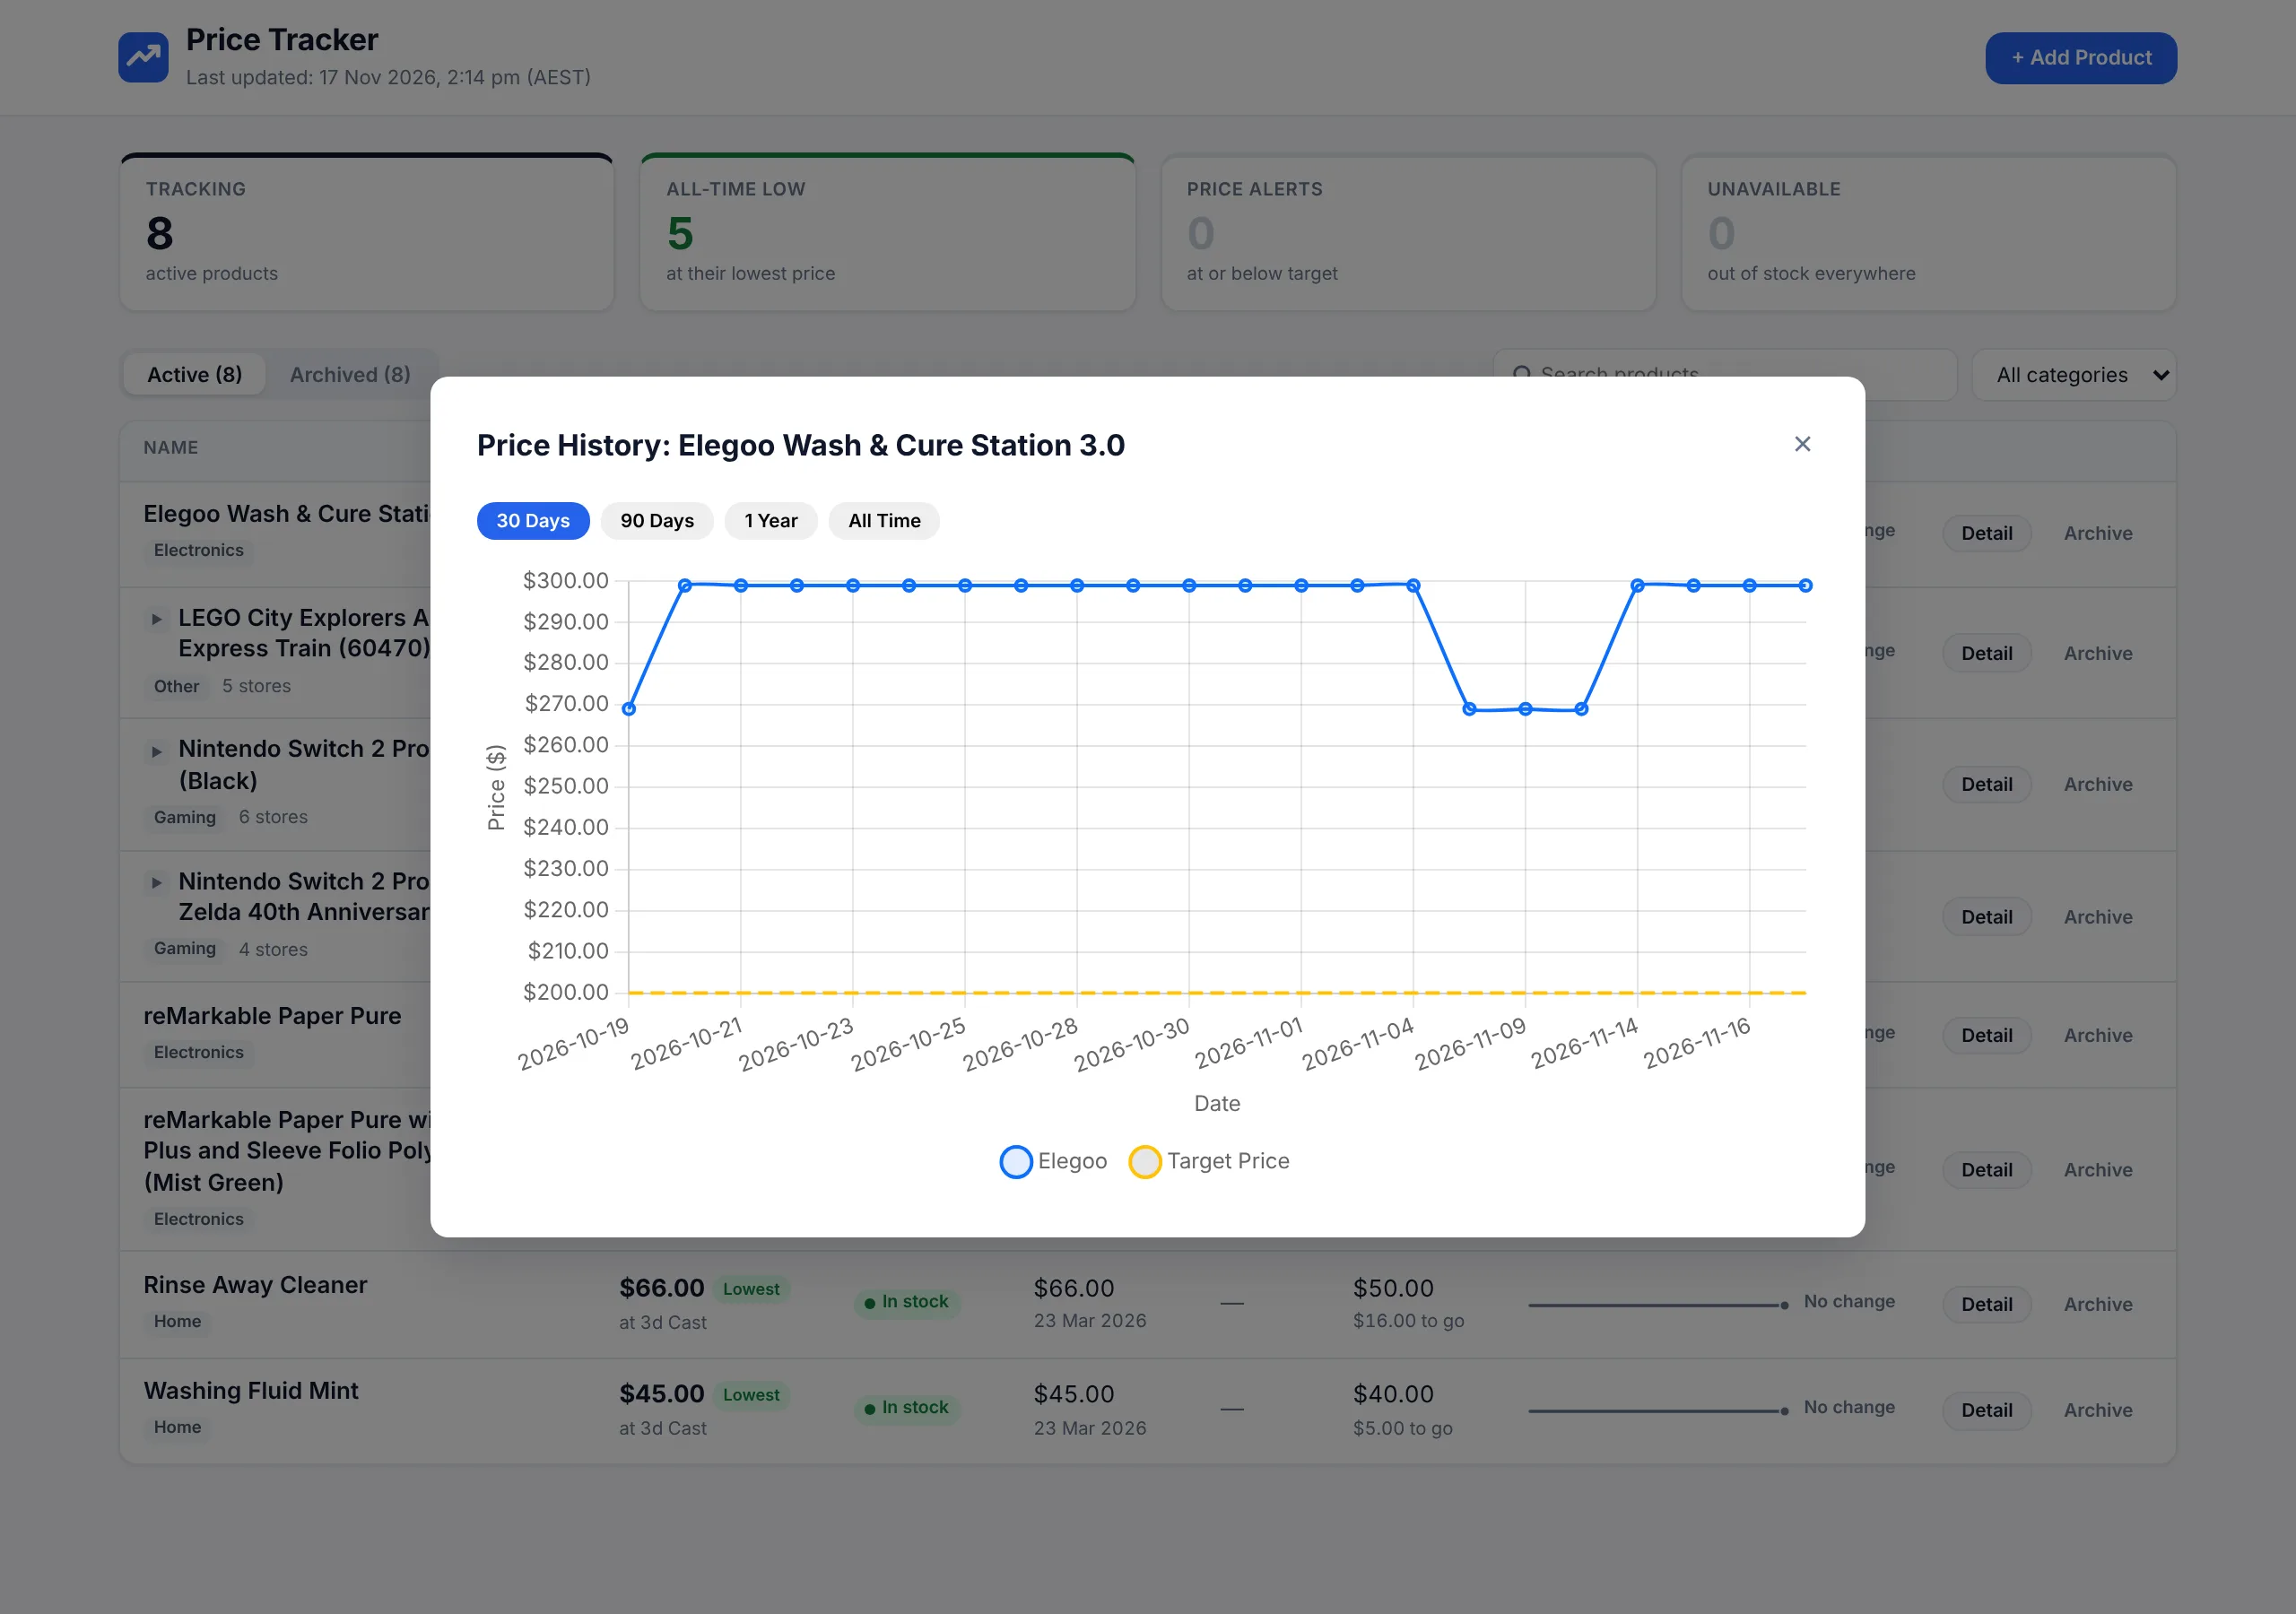 Price Tracker
Last updated: 17 Nov 2026, 2:14 pm (AEST)
+ Add Product
TRACKING
8
active products
ALL-TIME LOW
5
at their lowest price
PRICE ALERTS
0
at or below target
UNAVAILABLE
0
out of stock everywhere
Active (8)
Archived (8)
Search products
All categories
NAME
Elegoo Wash & Cure Stati
Electronics
nge
Detail
Archive
LEGO City Explorers A
Express Train (60470)
Other
5 stores
nge
Detail
Archive
Nintendo Switch 2 Pro
(Black)
Gaming
6 stores
Detail
Archive
Nintendo Switch 2 Pro
Zelda 40th Anniversar
Gaming
4 stores
Detail
Archive
reMarkable Paper Pure
Electronics
nge
Detail
Archive
reMarkable Paper Pure wi
Plus and Sleeve Folio Poly
(Mist Green)
Electronics
nge
Detail
Archive
Price History: Elegoo Wash & Cure Station 3.0
×
30 Days
90 Days
1 Year
All Time
$300.00
$290.00
$280.00
$270.00
$260.00
$250.00
$240.00
$230.00
$220.00
$210.00
$200.00
Price ($)
2026-10-19
2026-10-21
2026-10-23
2026-10-25
2026-10-28
2026-10-30
2026-11-01
2026-11-04
2026-11-09
2026-11-14
2026-11-16
Date
Elegoo
Target Price
Rinse Away Cleaner
Home
$66.00
Lowest
at 3d Cast
In stock
$66.00
23 Mar 2026
—
$50.00
$16.00 to go
No change
Detail
Archive
Washing Fluid Mint
Home
$45.00
Lowest
at 3d Cast
In stock
$45.00
23 Mar 2026
—
$40.00
$5.00 to go
No change
Detail
Archive